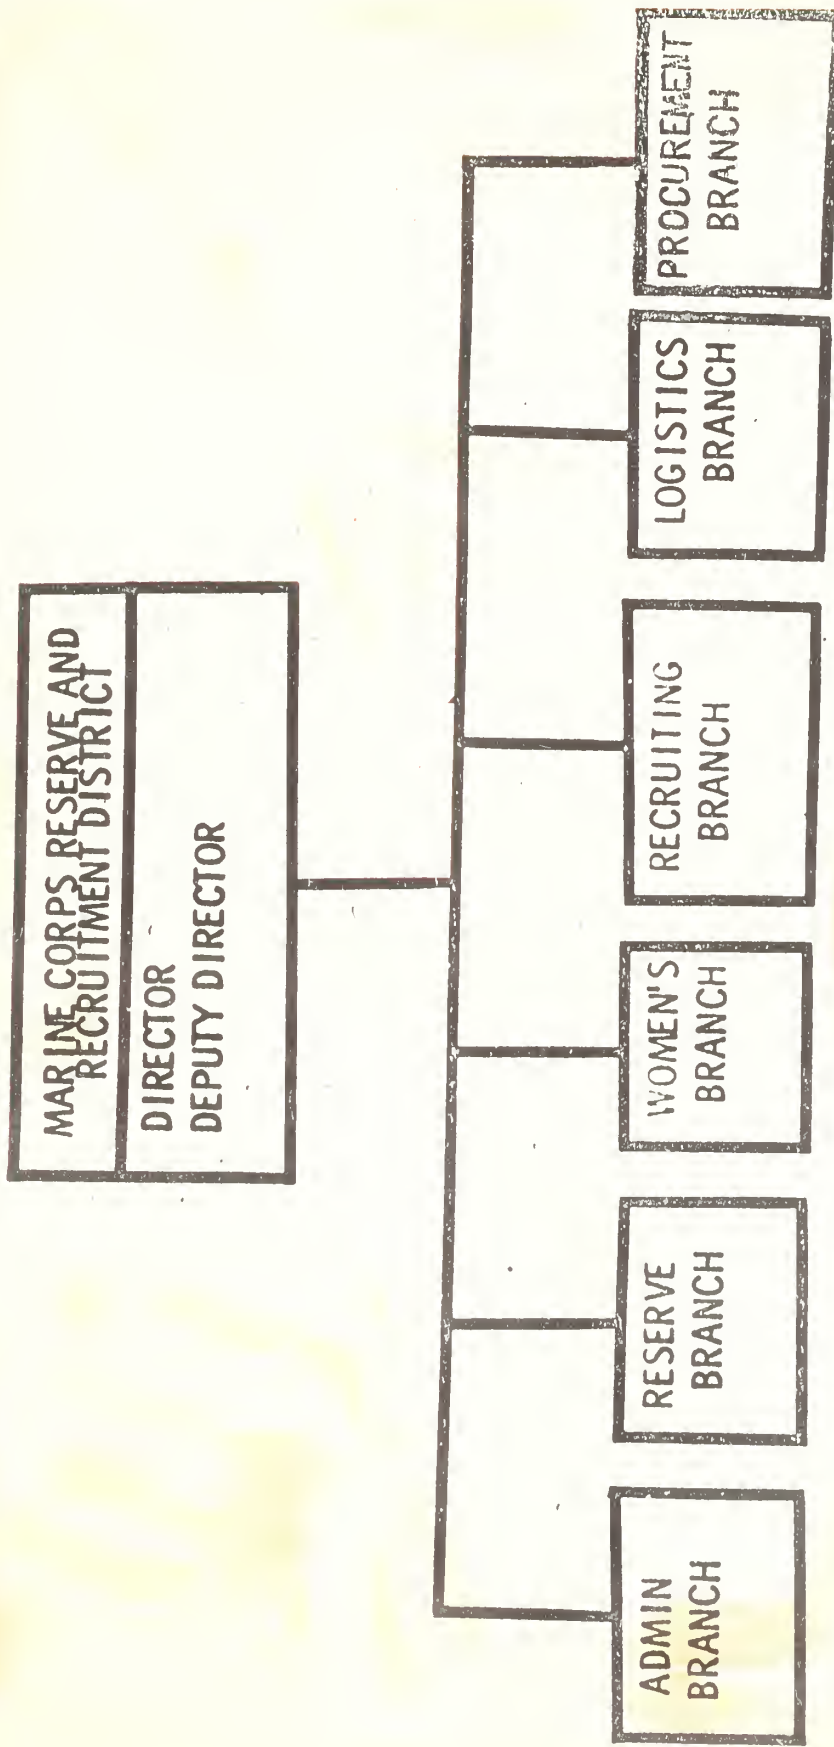 MARINE CORPS RESERVE AND
RECRUITMENT DISTRICT
DIRECTOR
DEPUTY DIRECTOR
ADMIN
BRANCH
RESERVE
BRANCH
WOMEN'S
BRANCH
RECRUITING
BRANCH
LOGISTICS
BRANCH
PROCUREMENT
BRANCH